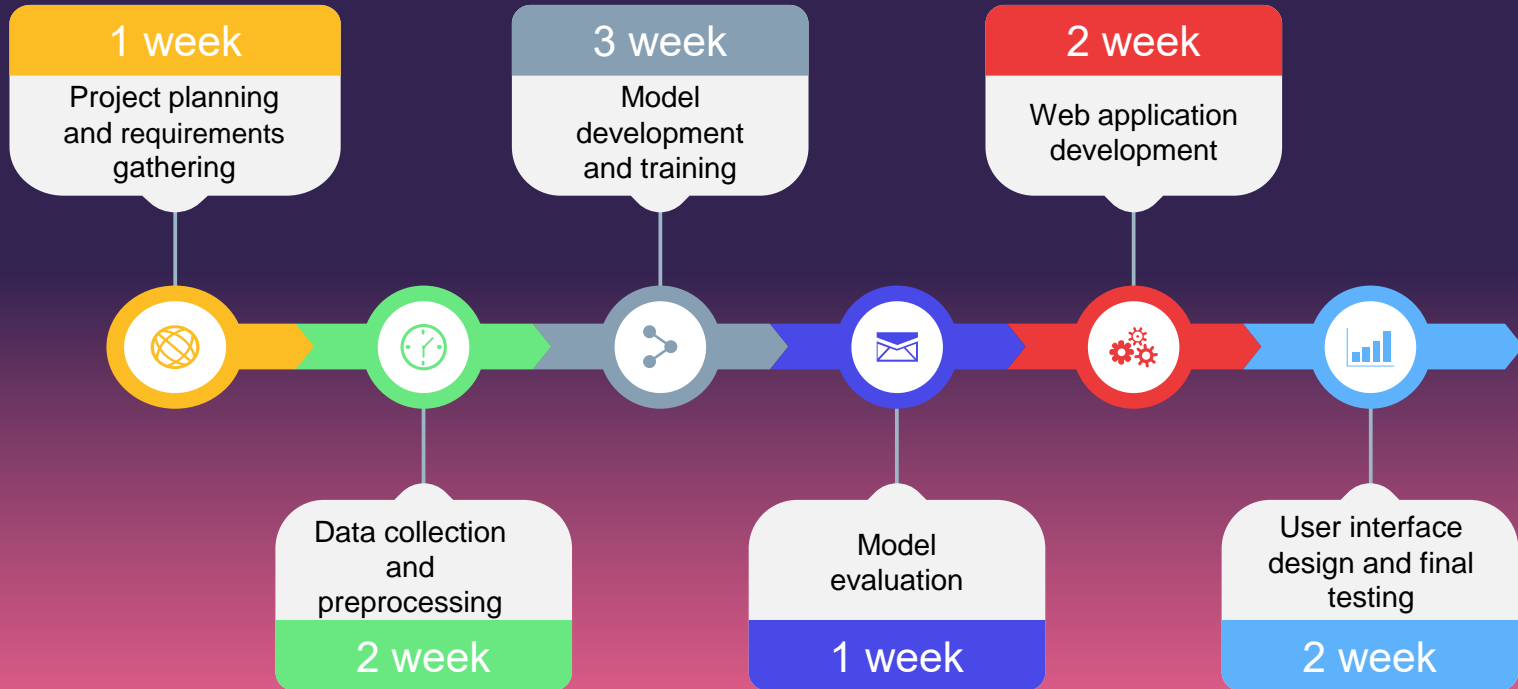 1 week
Project planning
and requirements
gathering
Data collection
and
preprocessing
2 week
3 week
Model
development
and training
Model
evaluation
1 week
2 week
Web application
development
User interface
design and final
testing
2 week